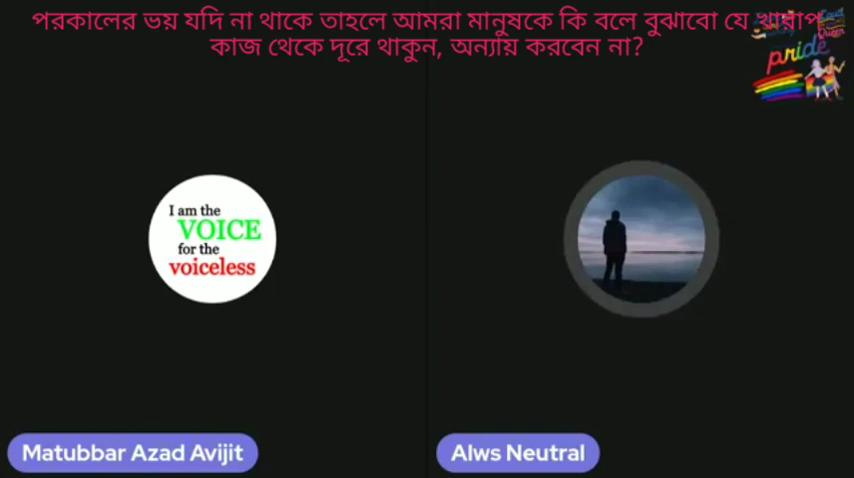 পরকালের ভয় যদি না থাকে তাহলে আমরা মানুষকে কি বলে বুঝাবো যে খারাপ
কাজ থেকে দূরে থাকুন, অন্যায় করবেন না?
pride
I am the
VOICE
for the
voiceless
Matubbar Azad Avijit
Alws Neutral